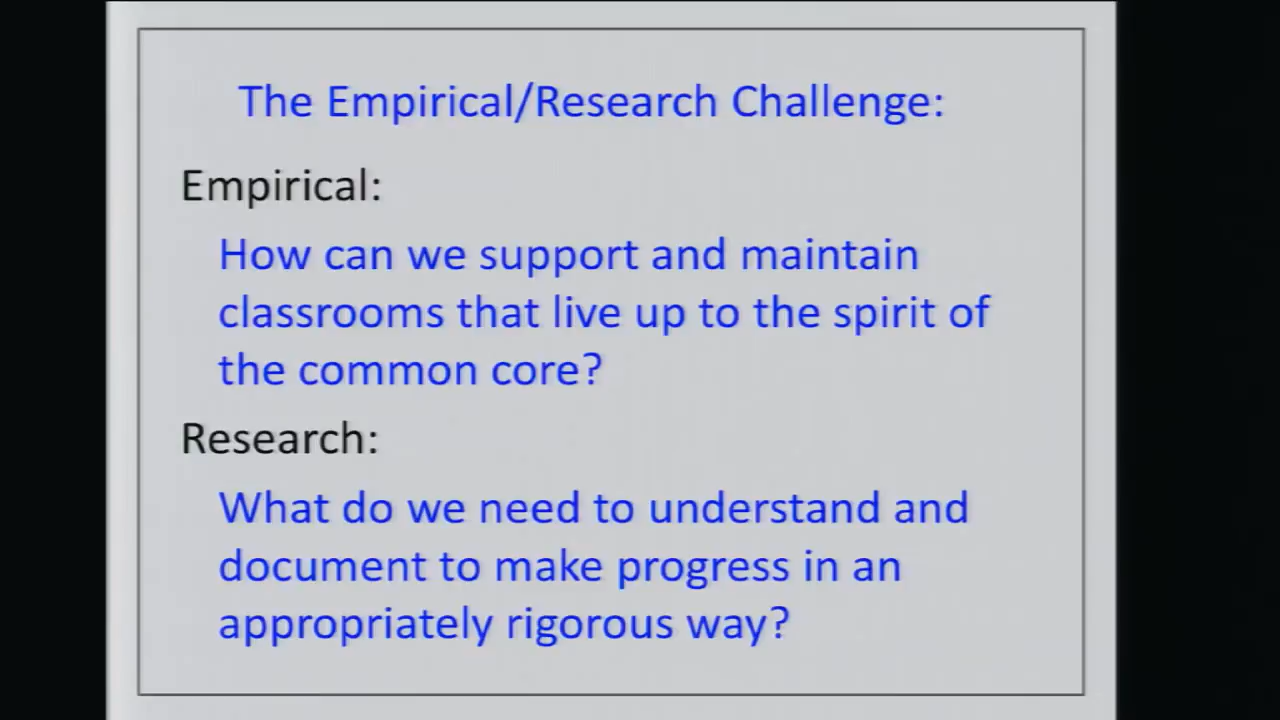 The Empirical/Research Challenge:
Empirical:
How can we support and maintain
classrooms that live up to the spirit of
the common core?
Research:
What do we need to understand and
document to make progress in an
appropriately rigorous way?